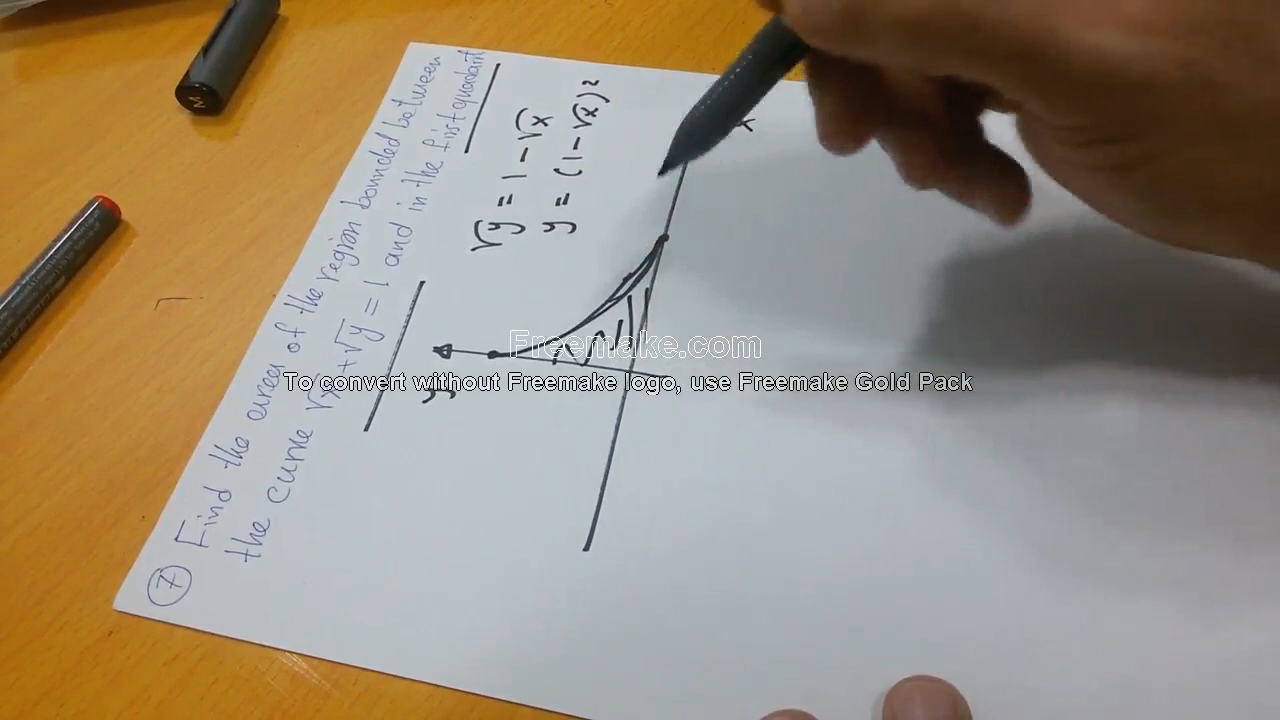 ⑦ Find the area of the region bounded between
the curve √x + √y = 1 and in the first quadrant
√y = 1 - √x
y = (1 - √x)²
y
x
Freemake.com
To convert without Freemake logo, use Freemake Gold Pack
M